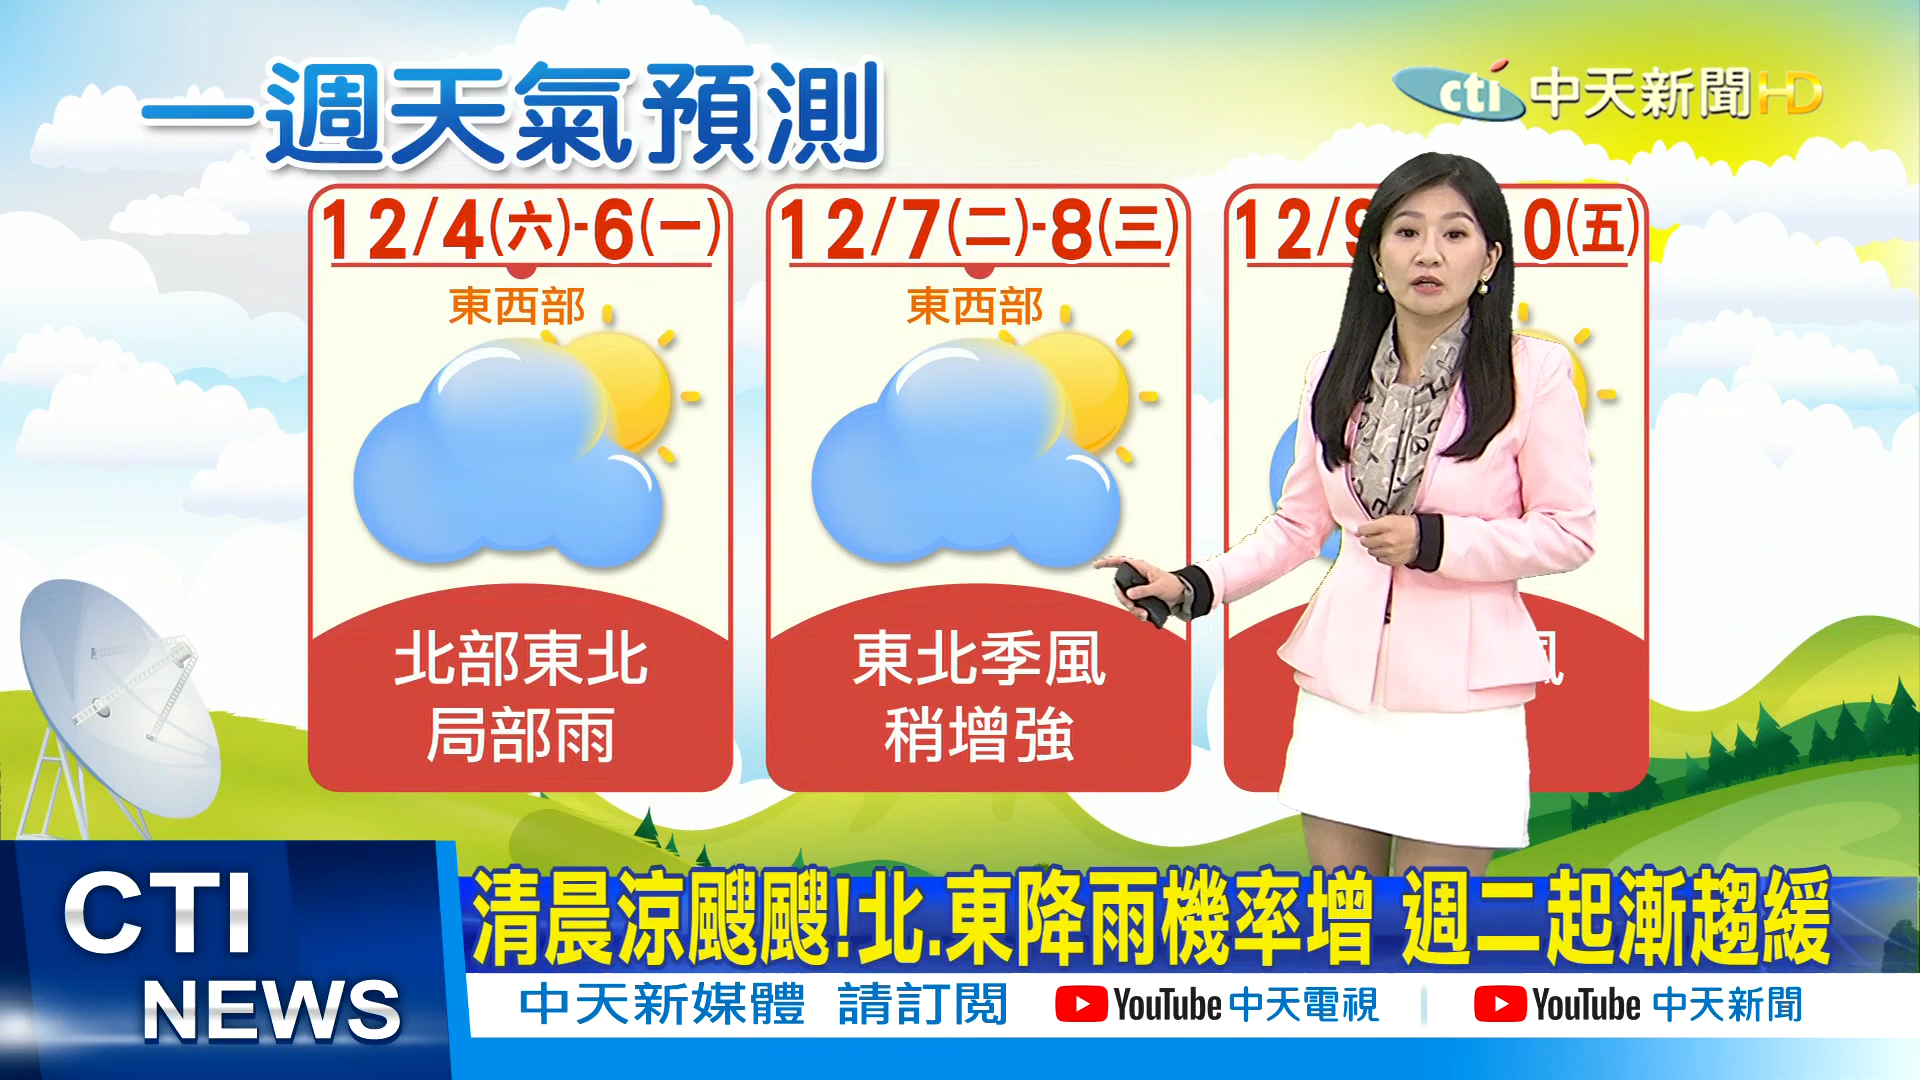 一週天氣預測
cti 中天新聞HD
12/4(六)-6(一)
東西部
北部東北
局部雨
12/7(二)-8(三)
東西部
東北季風
稍增強
12/9
0(五)
風
CTI
NEWS
清晨涼颼颼!北.東降雨機率增 週二起漸趨緩
中天新媒體 請訂閱 YouTube 中天電視 | YouTube 中天新聞